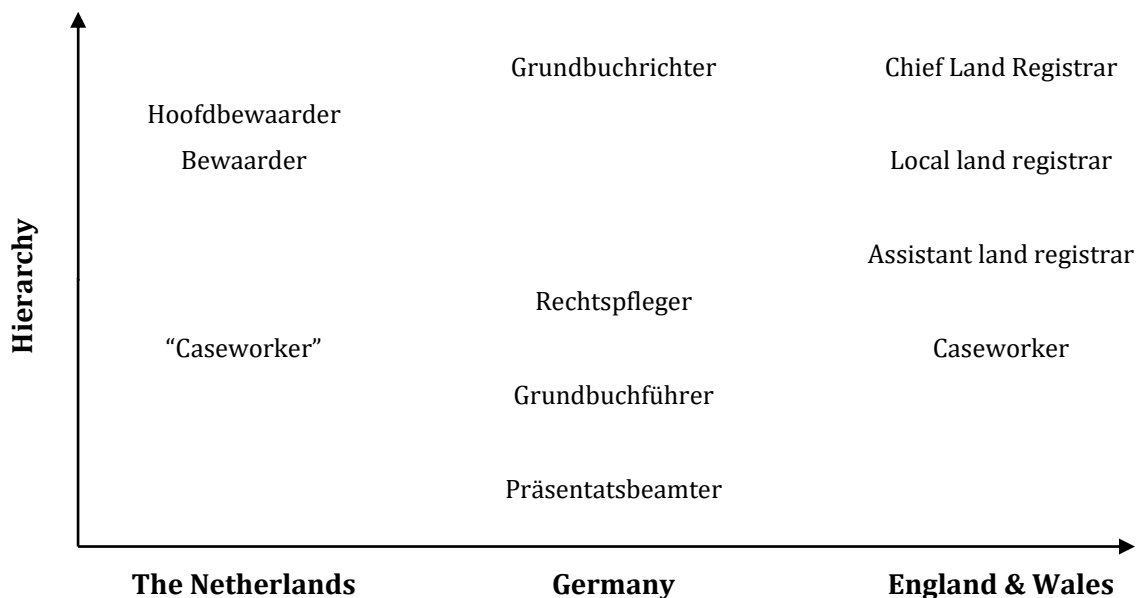 Hierarchy
Grundbuchrichter
Chief Land Registrar
Hoofdbewaarder
Bewaarder
Local land registrar
Assistant land registrar
Rechtspfleger
“Caseworker”
Caseworker
Grundbuchführer
Präsentatsbeamter
The Netherlands
Germany
England & Wales